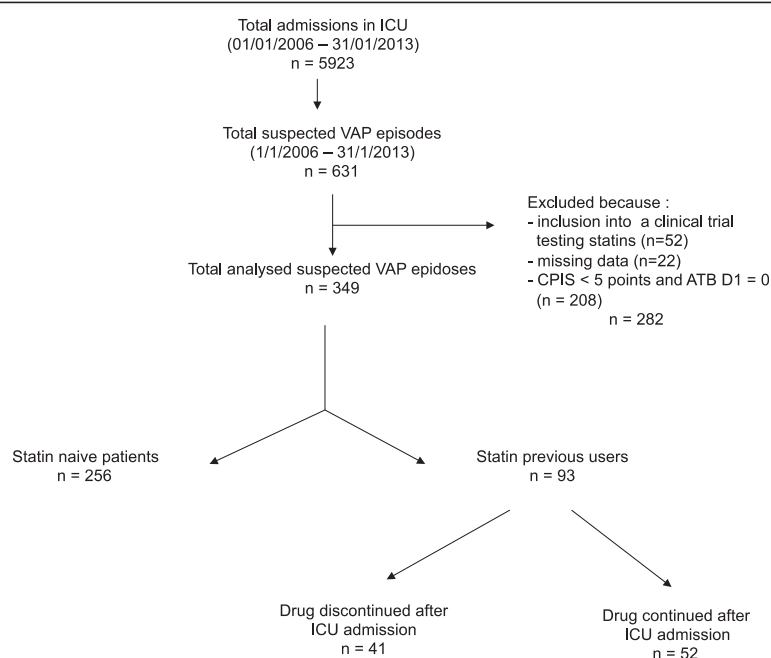 Total admissions in ICU
(01/01/2006 – 31/01/2013)
n = 5923
Total suspected VAP episodes
(1/1/2006 – 31/1/2013)
n = 631
Excluded because :
- inclusion into a clinical trial
testing statins (n=52)
- missing data (n=22)
- CPIS < 5 points and ATB D1 = 0
(n = 208)
n = 282
Total analysed suspected VAP epidoses
n = 349
Statin naive patients
n = 256
Statin previous users
n = 93
Drug discontinued after
ICU admission
n = 41
Drug continued after
ICU admission
n = 52